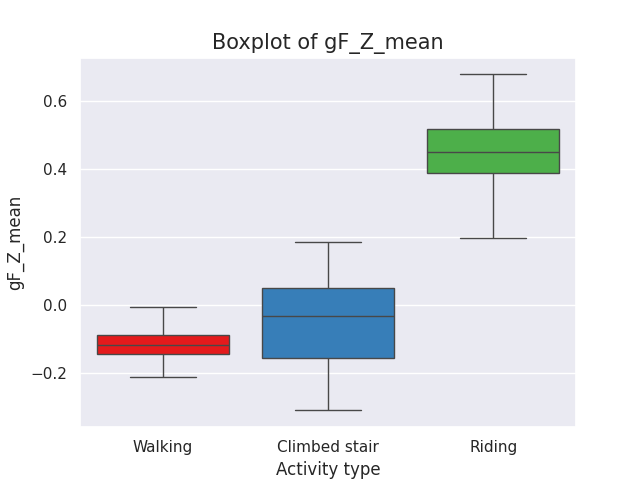 Boxplot of gF_Z_mean
gF_Z_mean
0.6
0.4
0.2
0.0
−0.2
Walking Climbed stair Riding
Activity type